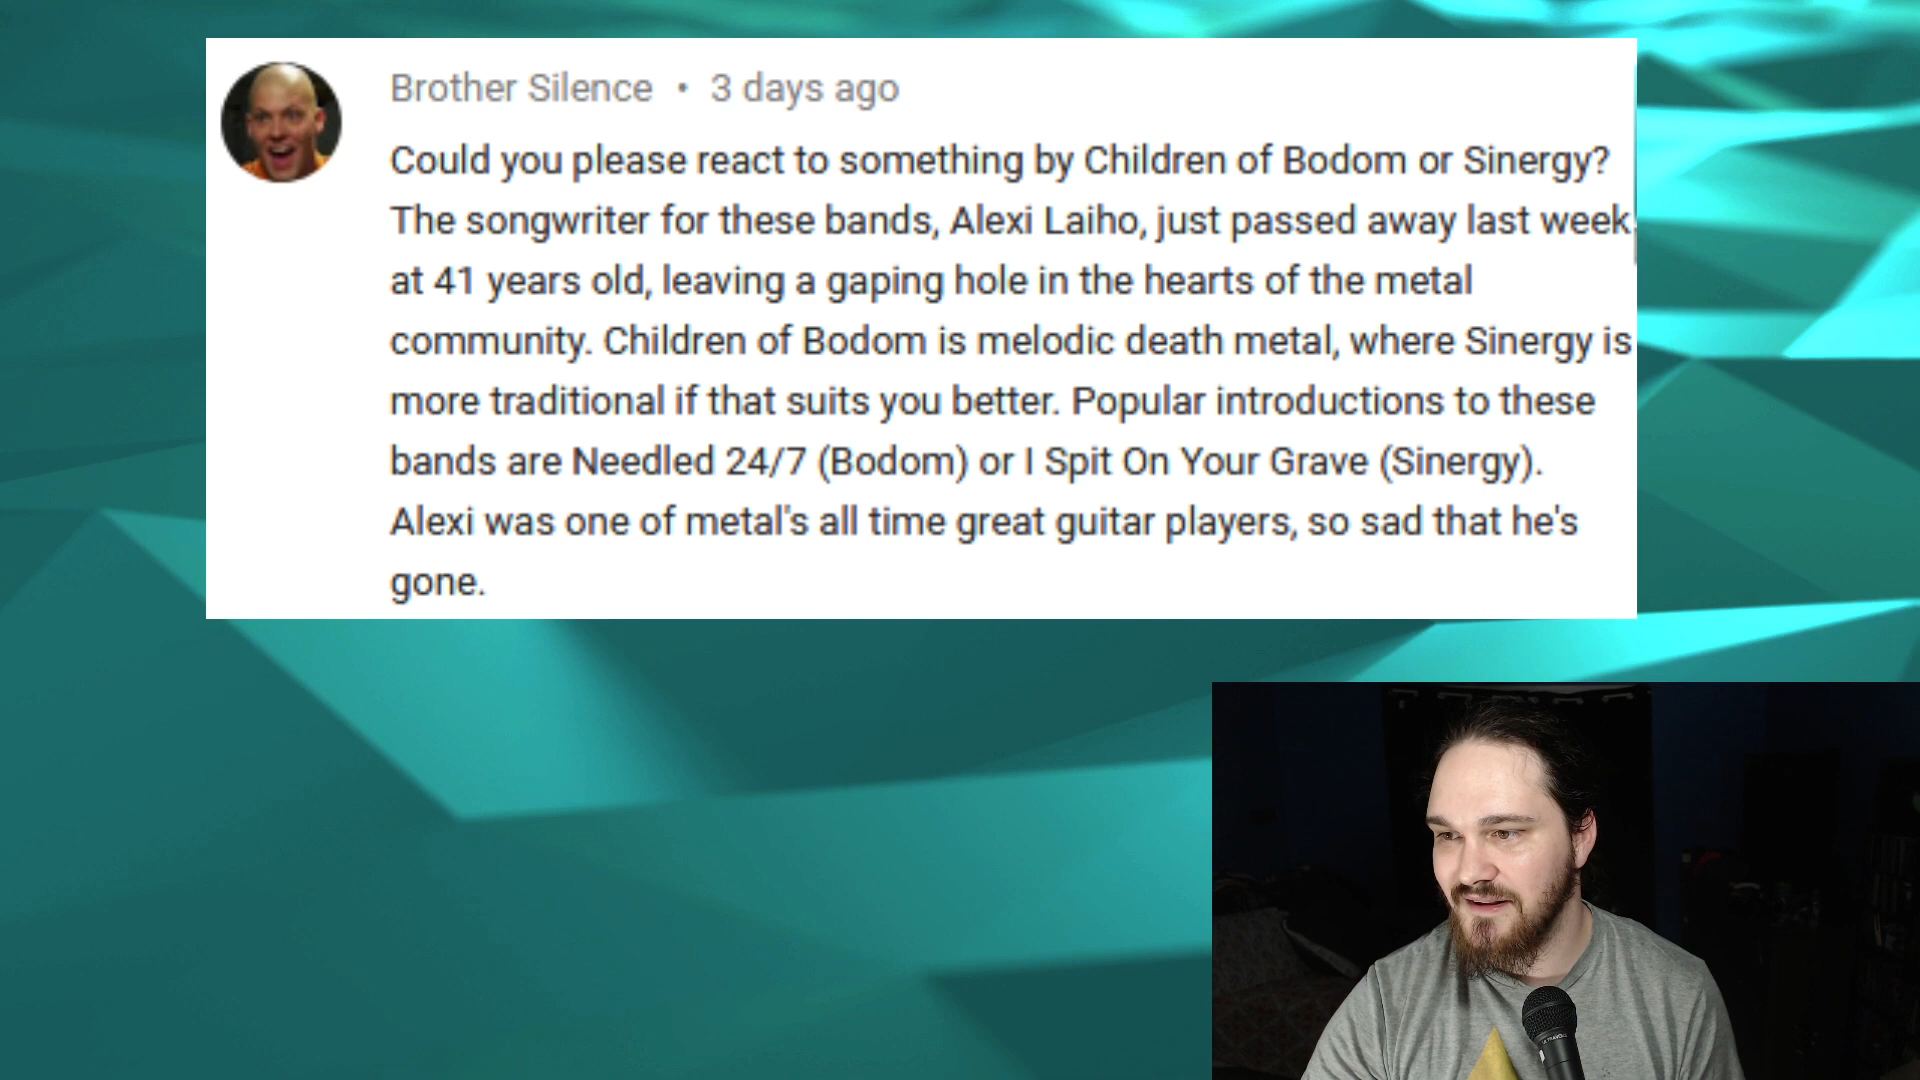 Brother Silence • 3 days ago
Could you please react to something by Children of Bodom or Sinergy?
The songwriter for these bands, Alexi Laiho, just passed away last week
at 41 years old, leaving a gaping hole in the hearts of the metal
community. Children of Bodom is melodic death metal, where Sinergy is
more traditional if that suits you better. Popular introductions to these
bands are Needled 24/7 (Bodom) or I Spit On Your Grave (Sinergy).
Alexi was one of metal's all time great guitar players, so sad that he's
gone.